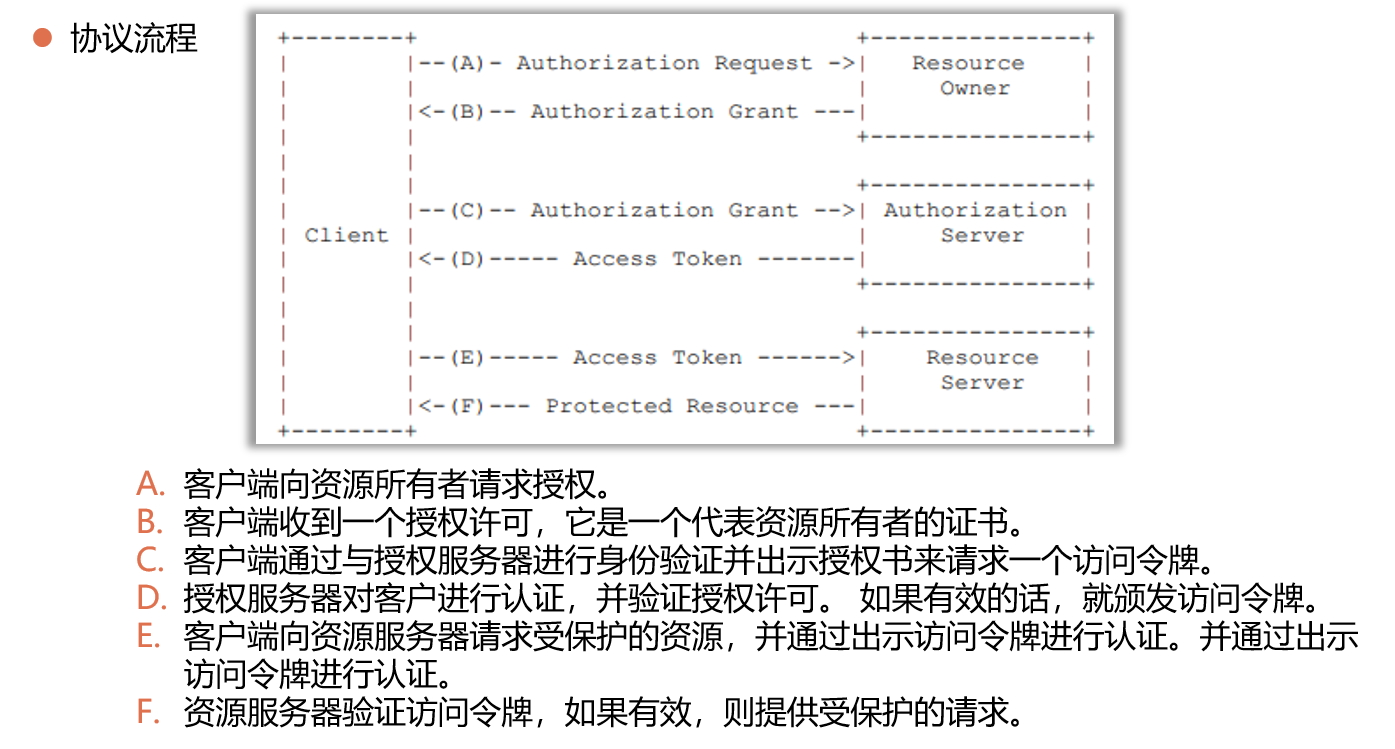 协议流程
+--------+                               +---------------+
|        |--(A)- Authorization Request ->|   Resource    |
|        |                               |     Owner     |
|        |<-(B)-- Authorization Grant ---|               |
|        |                               +---------------+
|        |
|        |                               +---------------+
|        |--(C)-- Authorization Grant -->| Authorization |
| Client |                               |     Server    |
|        |<-(D)----- Access Token -------|               |
|        |                               +---------------+
|        |
|        |                               +---------------+
|        |--(E)----- Access Token ------>|    Resource   |
|        |                               |     Server    |
|        |<-(F)--- Protected Resource ---|               |
+--------+                               +---------------+
A. 客户端向资源所有者请求授权。
B. 客户端收到一个授权许可，它是一个代表资源所有者的证书。
C. 客户端通过与授权服务器进行身份验证并出示授权书来请求一个访问令牌。
D. 授权服务器对客户进行认证，并验证授权许可。 如果有效的话，就颁发访问令牌。
E. 客户端向资源服务器请求受保护的资源，并通过出示访问令牌进行认证。并通过出示
访问令牌进行认证。
F. 资源服务器验证访问令牌，如果有效，则提供受保护的请求。